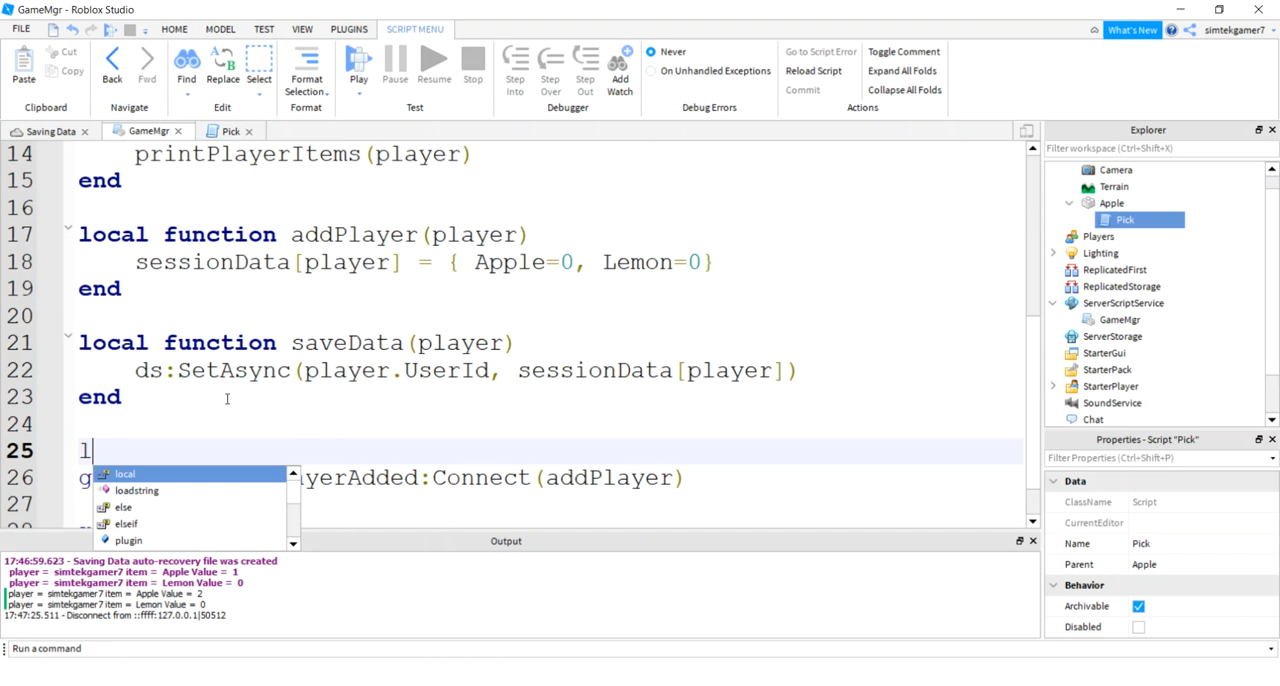 GameMgr - Roblox Studio
FILE HOME MODEL TEST VIEW PLUGINS SCRIPT MENU What's New simtekgamer7
Paste Cut Copy Back Fwd Find Replace Select Format Selection Play Pause Resume Stop Step Into Step Over Step Out Add Watch Never On Unhandled Exceptions Go to Script Error Reload Script Commit Toggle Comment Expand All Folds Collapse All Folds
Clipboard Navigate Edit Format Test Debugger Debug Errors Actions
Saving Data GameMgr Pick
14 printPlayerItems(player)
15 end
16
17 local function addPlayer(player)
18 sessionData[player] = { Apple=0, Lemon=0}
19 end
20
21 local function saveData(player)
22 ds:SetAsync(player.UserId, sessionData[player])
23 end
24
25 l
26 g yerAdded:Connect(addPlayer)
27
local
loadstring
else
elseif
plugin
Output
17:46:59.623 - Saving Data auto-recovery file was created
player = simtekgamer7 item = Apple Value = 1
player = simtekgamer7 item = Lemon Value = 0
player = simtekgamer7 item = Apple Value = 2
player = simtekgamer7 item = Lemon Value = 0
17:47:25.511 - Disconnect from ::ffff:127.0.0.1|50512
Run a command
Explorer
Filter workspace (Ctrl+Shift+X)
Camera
Terrain
Apple
Pick
Players
Lighting
ReplicatedFirst
ReplicatedStorage
ServerScriptService
GameMgr
ServerStorage
StarterGui
StarterPack
StarterPlayer
SoundService
Chat
Properties - Script "Pick"
Filter Properties (Ctrl+Shift+P)
Data
ClassName Script
CurrentEditor
Name Pick
Parent Apple
Behavior
Archivable
Disabled